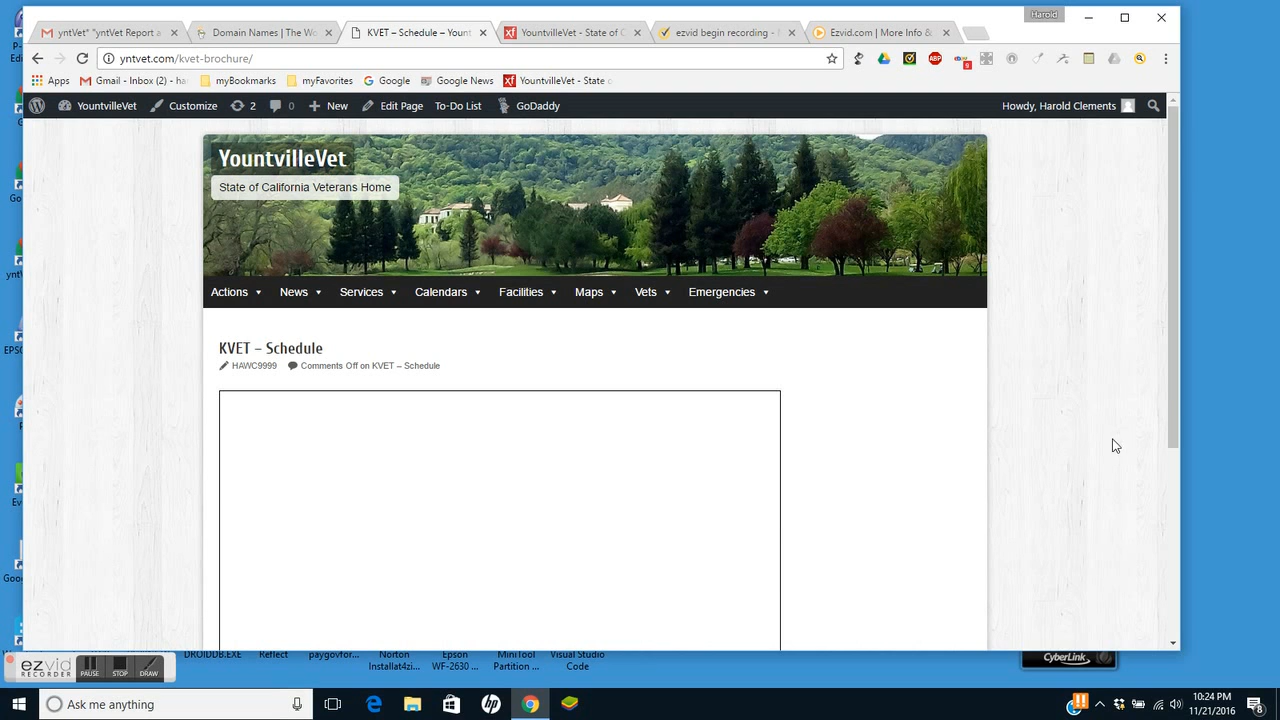 Harold
yntVet" "yntVet Report a
Domain Names | The Wo
KVET – Schedule – Yount
YountvilleVet - State of C
ezvid begin recording -
Ezvid.com | More Info &
yntvet.com/kvet-brochure/
9
Apps
Gmail - Inbox (2) - ha
myBookmarks
myFavorites
Google
Google News
YountvilleVet - State o
YountvilleVet
Customize
2
0
New
Edit Page
To-Do List
GoDaddy
Howdy, Harold Clements
YountvilleVet
State of California Veterans Home
Actions
News
Services
Calendars
Facilities
Maps
Vets
Emergencies
KVET – Schedule
HAWC9999
Comments Off on KVET – Schedule
DROIDDB.EXE
Reflect
paygovfor...
Norton
Installat4zi...
Epson
WF-2630 ...
MiniTool
Partition ...
Visual Studio
Code
ezvid
RECORDER
PAUSE
STOP
DRAW
CyberLink
Ask me anything
10:24 PM
11/21/2016
8